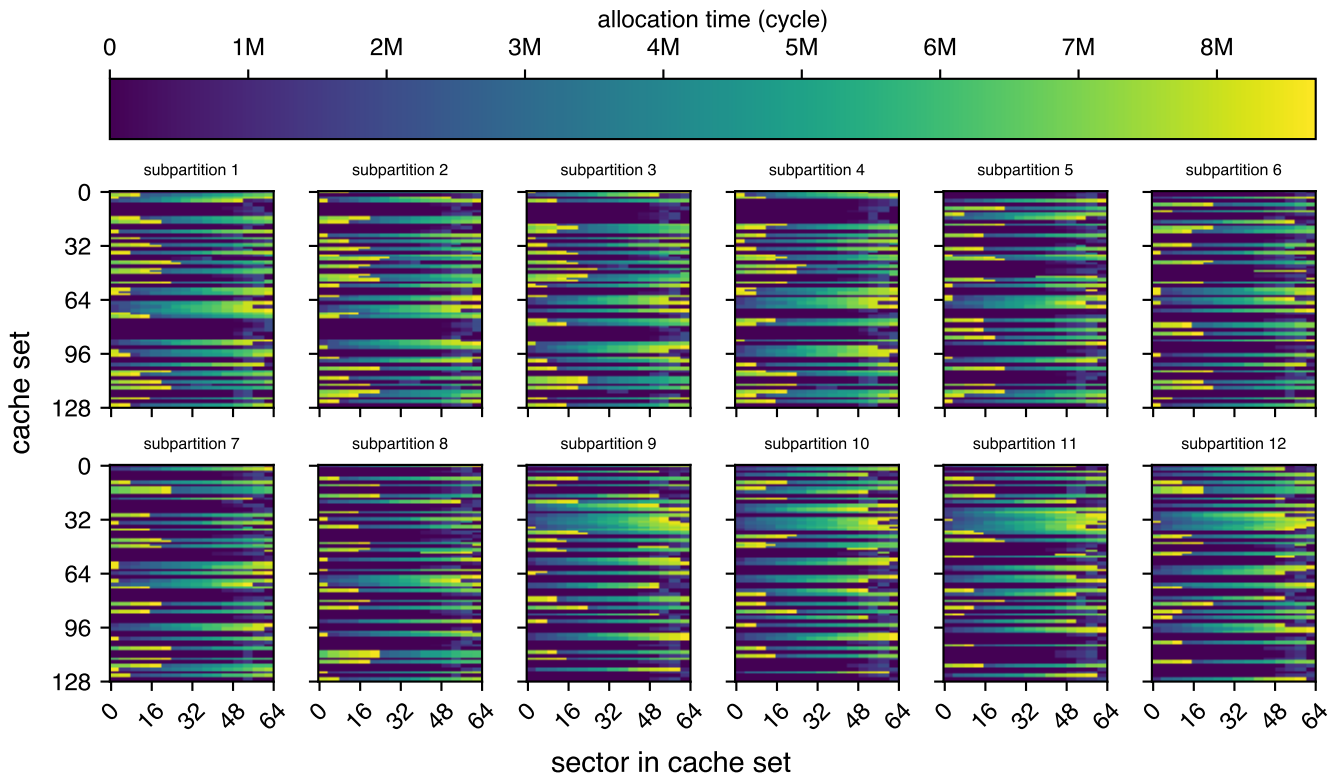 allocation time (cycle)
0 1M 2M 3M 4M 5M 6M 7M 8M
subpartition 1 subpartition 2 subpartition 3 subpartition 4 subpartition 5 subpartition 6
0
32
64
96
128
cache set
subpartition 7 subpartition 8 subpartition 9 subpartition 10 subpartition 11 subpartition 12
0
32
64
96
128
0 16 32 48 64 0 16 32 48 64 0 16 32 48 64 0 16 32 48 64 0 16 32 48 64 0 16 32 48 64
sector in cache set